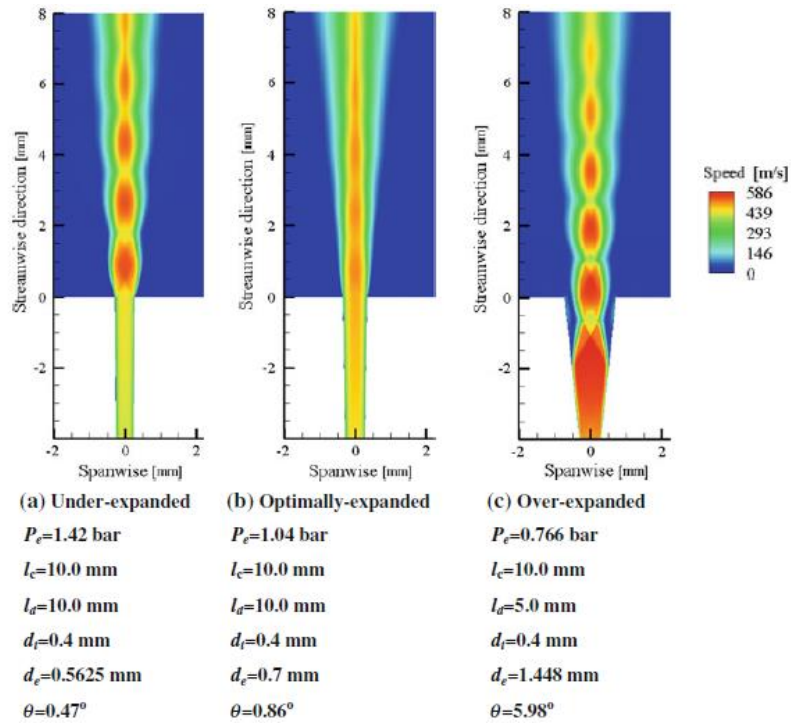 8
6
4
2
0
-2
Streamwise direction [mm]
-2 0 2
Spanwise [mm]
8
6
4
2
0
-2
Streamwise direction [mm]
-2 0 2
Spanwise [mm]
8
6
4
2
0
-2
Streamwise direction [mm]
-2 0 2
Spanwise [mm]
Speed [m/s]
586
439
293
146
0
(a) Under-expanded
Pe=1.42 bar
lc=10.0 mm
ld=10.0 mm
dt=0.4 mm
de=0.5625 mm
θ=0.47°
(b) Optimally-expanded
Pe=1.04 bar
lc=10.0 mm
ld=10.0 mm
dt=0.4 mm
de=0.7 mm
θ=0.86°
(c) Over-expanded
Pe=0.766 bar
lc=10.0 mm
ld=5.0 mm
dt=0.4 mm
de=1.448 mm
θ=5.98°